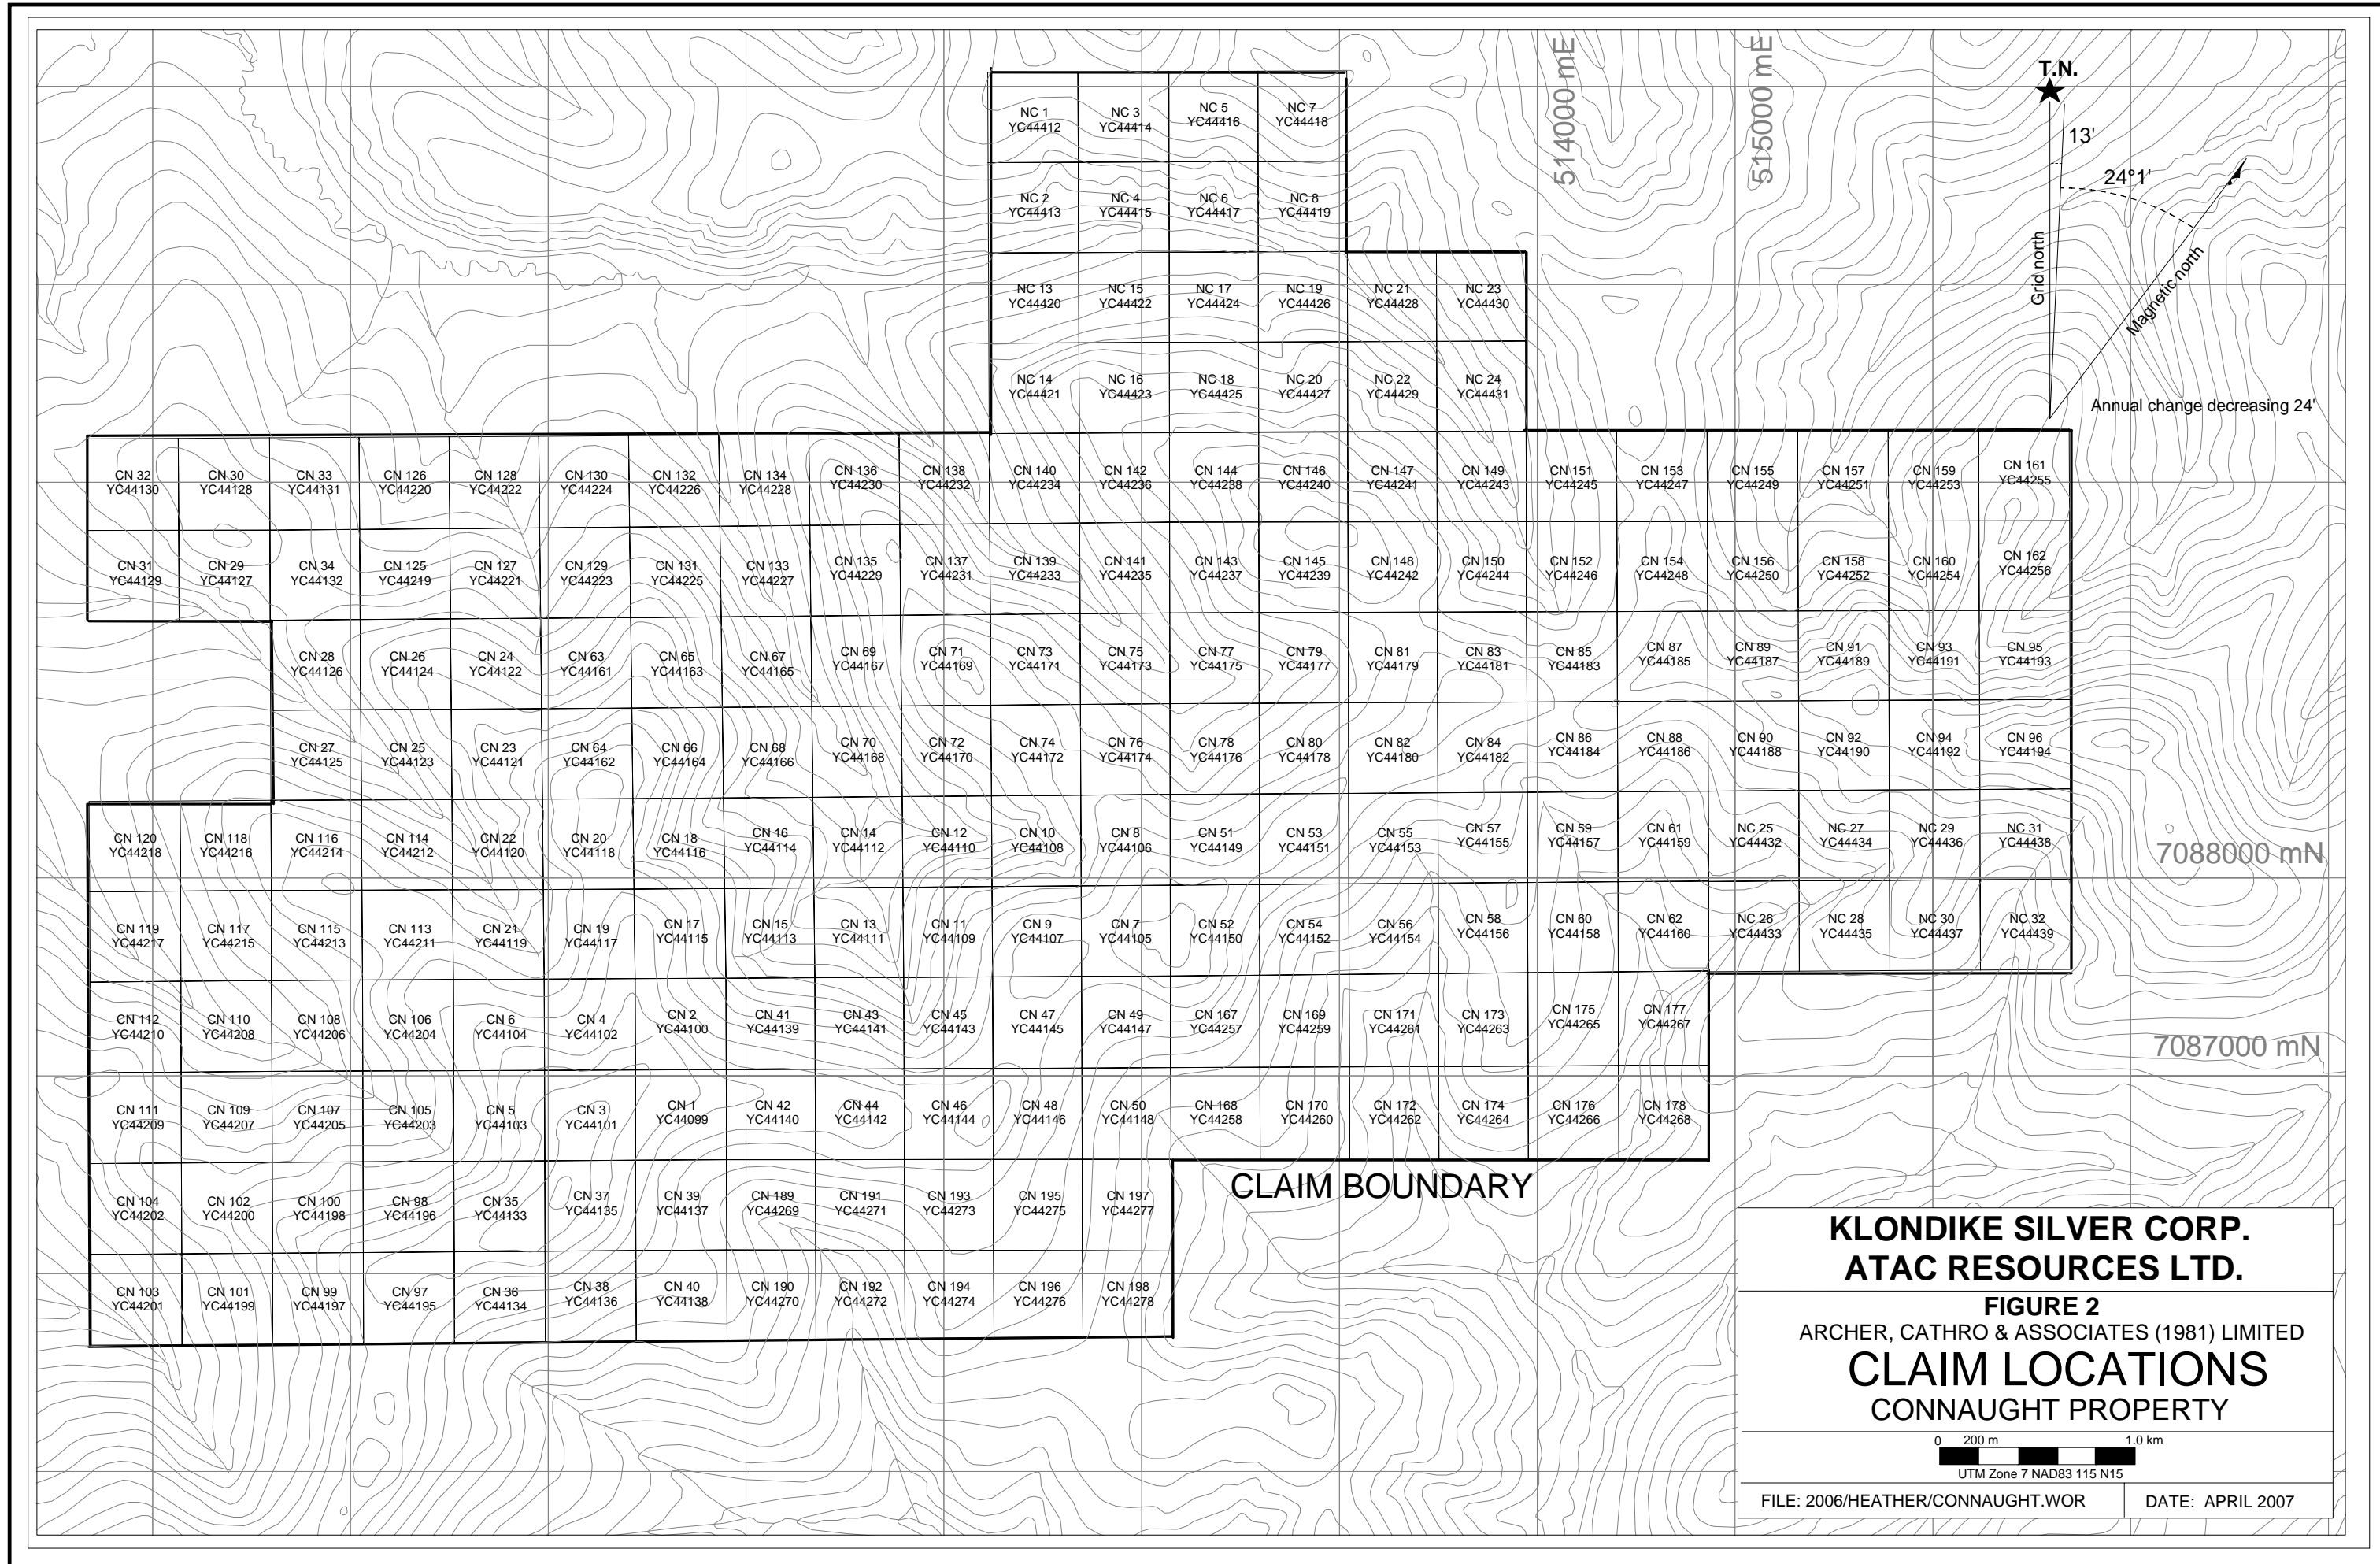 514000 mE
515000 mE
T.N.
13'
24°1'
Grid north
Magnetic north
Annual change decreasing 24'
NC 1
YC44412
NC 3
YC44414
NC 5
YC44416
NC 7
YC44418
NC 2
YC44413
NC 4
YC44415
NC 6
YC44417
NC 8
YC44419
NC 13
YC44420
NC 15
YC44422
NC 17
YC44424
NC 19
YC44426
NC 21
YC44428
NC 23
YC44430
NC 14
YC44421
NC 16
YC44423
NC 18
YC44425
NC 20
YC44427
NC 22
YC44429
NC 24
YC44431
CN 32
YC44130
CN 30
YC44128
CN 33
YC44131
CN 126
YC44220
CN 128
YC44222
CN 130
YC44224
CN 132
YC44226
CN 134
YC44228
CN 136
YC44230
CN 138
YC44232
CN 140
YC44234
CN 142
YC44236
CN 144
YC44238
CN 146
YC44240
CN 147
YC44241
CN 149
YC44243
CN 151
YC44245
CN 153
YC44247
CN 155
YC44249
CN 157
YC44251
CN 159
YC44253
CN 161
YC44255
CN 31
YC44129
CN 29
YC44127
CN 34
YC44132
CN 125
YC44219
CN 127
YC44221
CN 129
YC44223
CN 131
YC44225
CN 133
YC44227
CN 135
YC44229
CN 137
YC44231
CN 139
YC44233
CN 141
YC44235
CN 143
YC44237
CN 145
YC44239
CN 148
YC44242
CN 150
YC44244
CN 152
YC44246
CN 154
YC44248
CN 156
YC44250
CN 158
YC44252
CN 160
YC44254
CN 162
YC44256
CN 28
YC44126
CN 26
YC44124
CN 24
YC44122
CN 63
YC44161
CN 65
YC44163
CN 67
YC44165
CN 69
YC44167
CN 71
YC44169
CN 73
YC44171
CN 75
YC44173
CN 77
YC44175
CN 79
YC44177
CN 81
YC44179
CN 83
YC44181
CN 85
YC44183
CN 87
YC44185
CN 89
YC44187
CN 91
YC44189
CN 93
YC44191
CN 95
YC44193
CN 27
YC44125
CN 25
YC44123
CN 23
YC44121
CN 64
YC44162
CN 66
YC44164
CN 68
YC44166
CN 70
YC44168
CN 72
YC44170
CN 74
YC44172
CN 76
YC44174
CN 78
YC44176
CN 80
YC44178
CN 82
YC44180
CN 84
YC44182
CN 86
YC44184
CN 88
YC44186
CN 90
YC44188
CN 92
YC44190
CN 94
YC44192
CN 96
YC44194
CN 120
YC44218
CN 118
YC44216
CN 116
YC44214
CN 114
YC44212
CN 22
YC44120
CN 20
YC44118
CN 18
YC44116
CN 16
YC44114
CN 14
YC44112
CN 12
YC44110
CN 10
YC44108
CN 8
YC44106
CN 51
YC44149
CN 53
YC44151
CN 55
YC44153
CN 57
YC44155
CN 59
YC44157
CN 61
YC44159
NC 25
YC44432
NC 27
YC44434
NC 29
YC44436
NC 31
YC44438
7088000 mN
CN 119
YC44217
CN 117
YC44215
CN 115
YC44213
CN 113
YC44211
CN 21
YC44119
CN 19
YC44117
CN 17
YC44115
CN 15
YC44113
CN 13
YC44111
CN 11
YC44109
CN 9
YC44107
CN 7
YC44105
CN 52
YC44150
CN 54
YC44152
CN 56
YC44154
CN 58
YC44156
CN 60
YC44158
CN 62
YC44160
NC 26
YC44433
NC 28
YC44435
NC 30
YC44437
NC 32
YC44439
CN 112
YC44210
CN 110
YC44208
CN 108
YC44206
CN 106
YC44204
CN 6
YC44104
CN 4
YC44102
CN 2
YC44100
CN 41
YC44139
CN 43
YC44141
CN 45
YC44143
CN 47
YC44145
CN 49
YC44147
CN 167
YC44257
CN 169
YC44259
CN 171
YC44261
CN 173
YC44263
CN 175
YC44265
CN 177
YC44267
7087000 mN
CN 111
YC44209
CN 109
YC44207
CN 107
YC44205
CN 105
YC44203
CN 5
YC44103
CN 3
YC44101
CN 1
YC44099
CN 42
YC44140
CN 44
YC44142
CN 46
YC44144
CN 48
YC44146
CN 50
YC44148
CN 168
YC44258
CN 170
YC44260
CN 172
YC44262
CN 174
YC44264
CN 176
YC44266
CN 178
YC44268
CN 104
YC44202
CN 102
YC44200
CN 100
YC44198
CN 98
YC44196
CN 35
YC44133
CN 37
YC44135
CN 39
YC44137
CN 189
YC44269
CN 191
YC44271
CN 193
YC44273
CN 195
YC44275
CN 197
YC44277
CLAIM BOUNDARY
CN 103
YC44201
CN 101
YC44199
CN 99
YC44197
CN 97
YC44195
CN 36
YC44134
CN 38
YC44136
CN 40
YC44138
CN 190
YC44270
CN 192
YC44272
CN 194
YC44274
CN 196
YC44276
CN 198
YC44278
KLONDIKE SILVER CORP.
ATAC RESOURCES LTD.
FIGURE 2
ARCHER, CATHRO & ASSOCIATES (1981) LIMITED
CLAIM LOCATIONS
CONNAUGHT PROPERTY
0 200 m 1.0 km
UTM Zone 7 NAD83 115 N15
FILE: 2006/HEATHER/CONNAUGHT.WOR
DATE: APRIL 2007